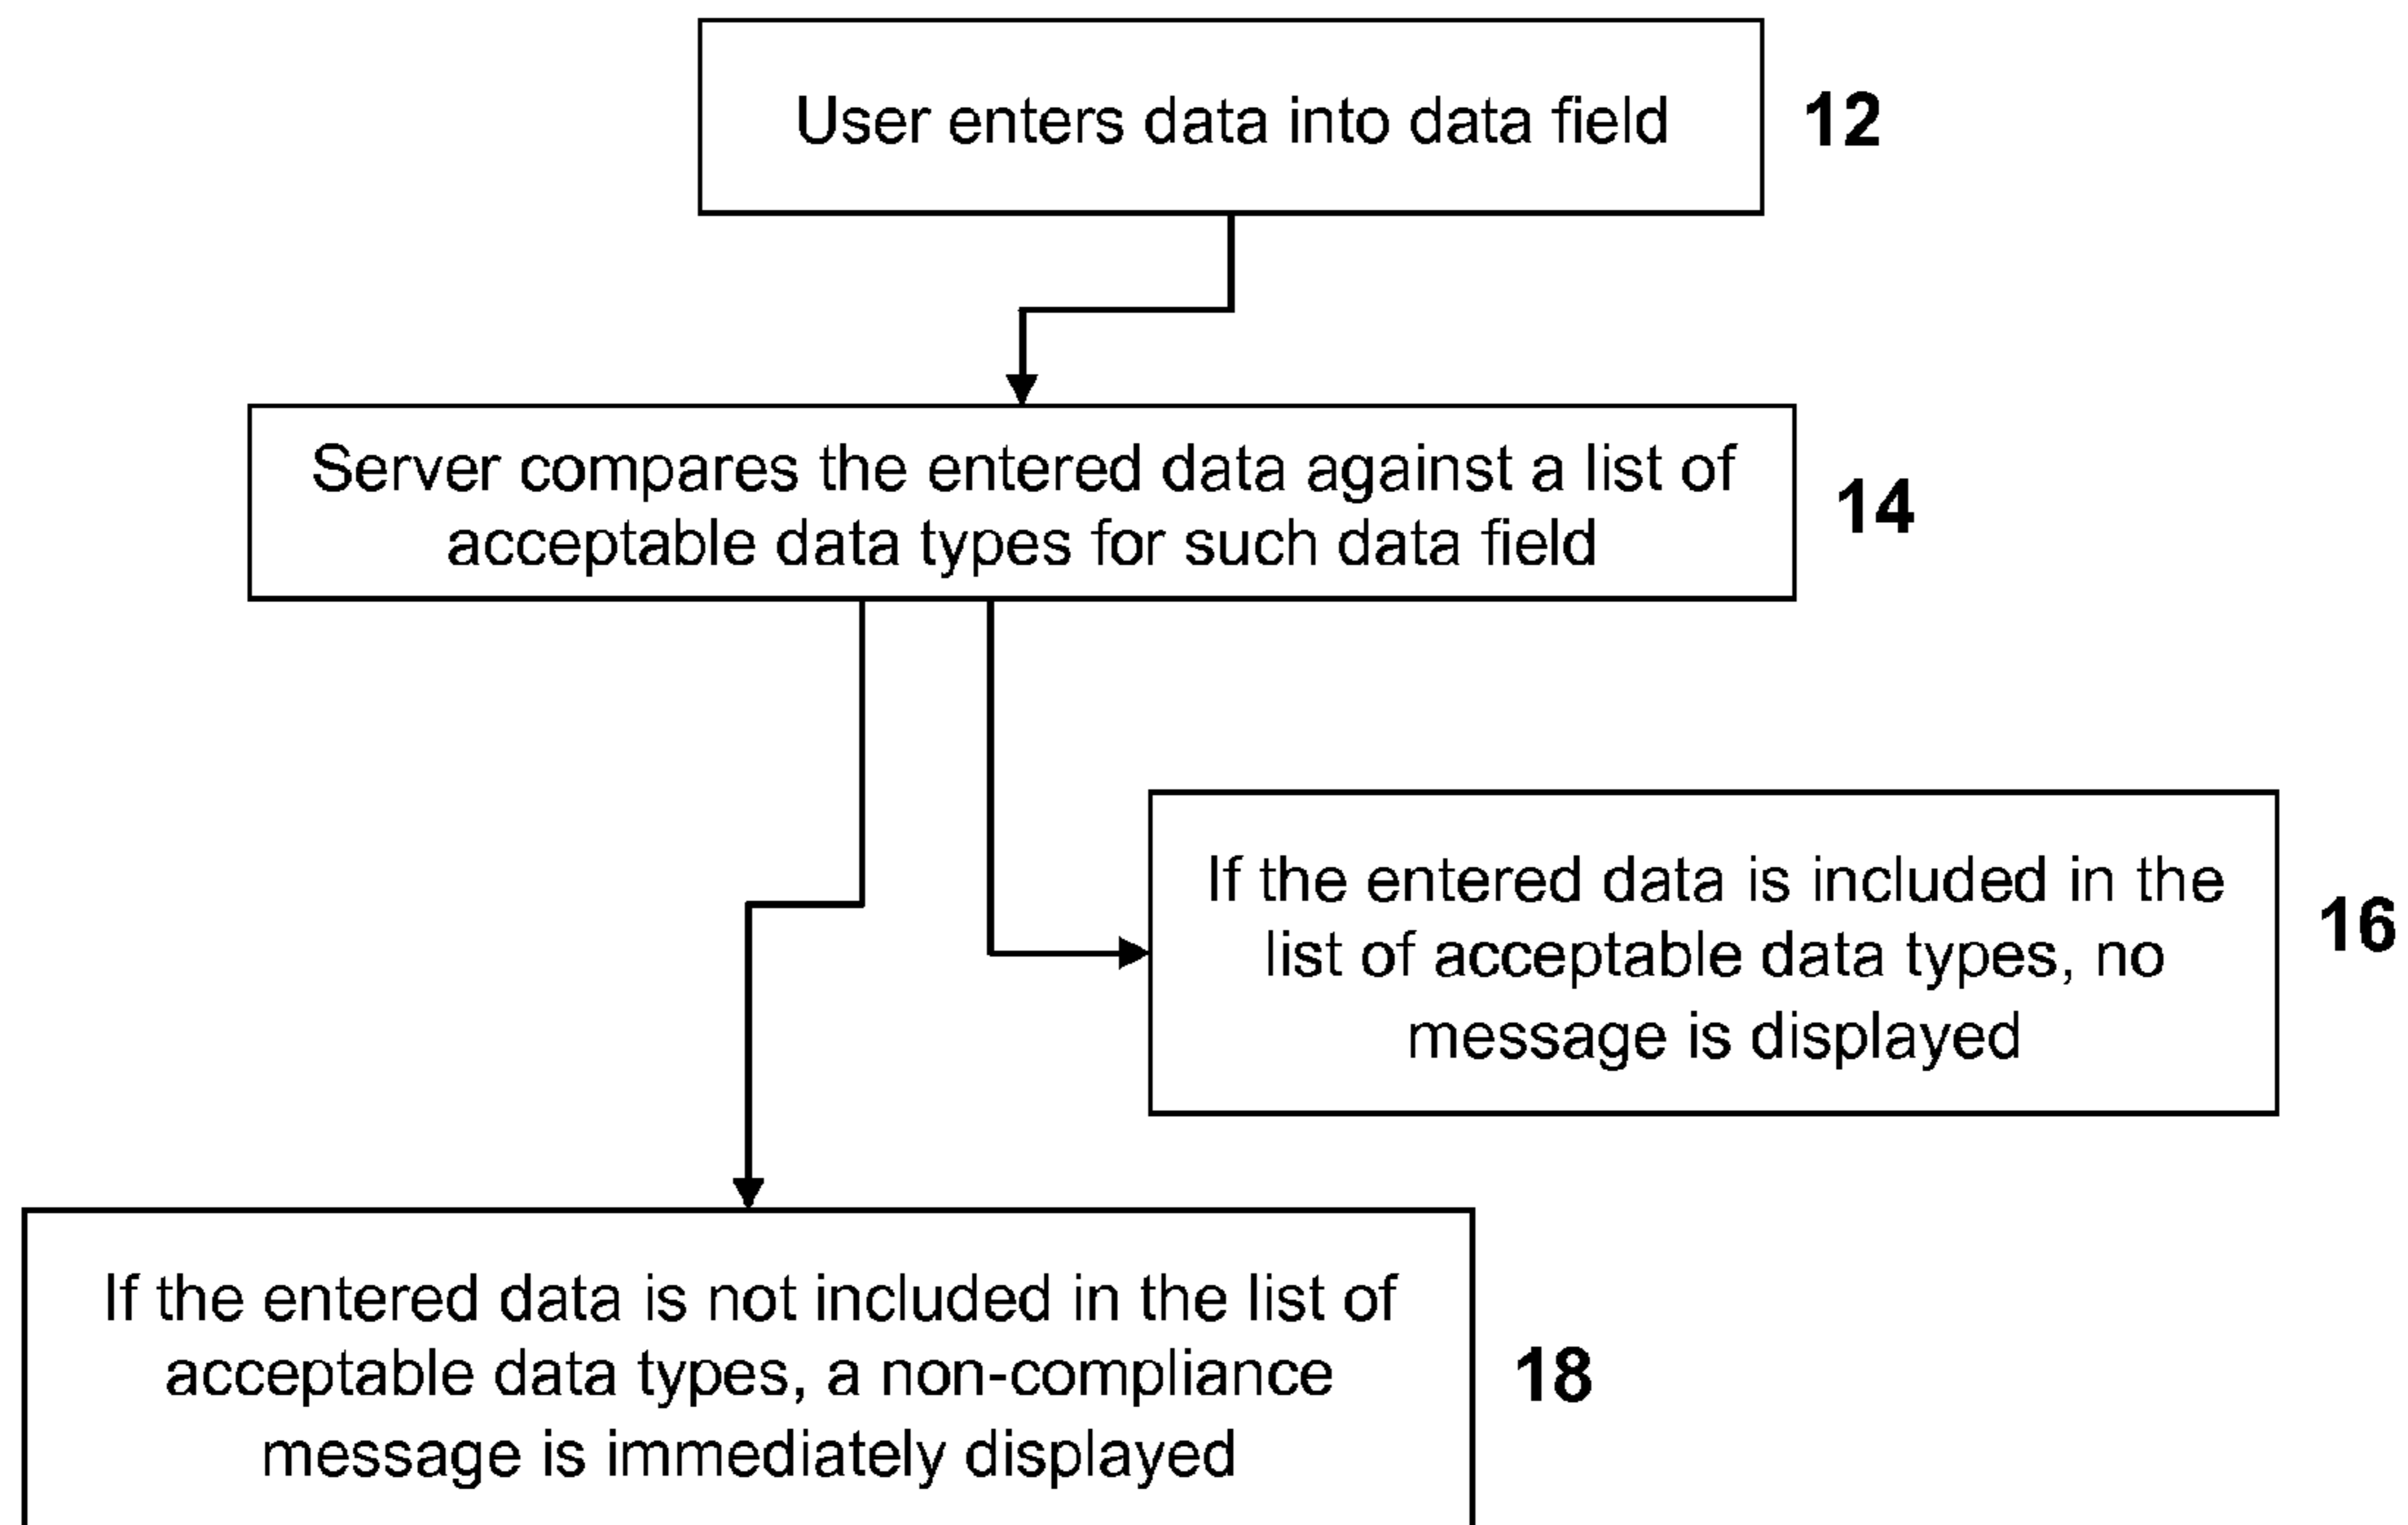 User enters data into data field
12
Server compares the entered data against a list of
acceptable data types for such data field
14
If the entered data is included in the
list of acceptable data types, no
message is displayed
16
If the entered data is not included in the list of
acceptable data types, a non-compliance
message is immediately displayed
18